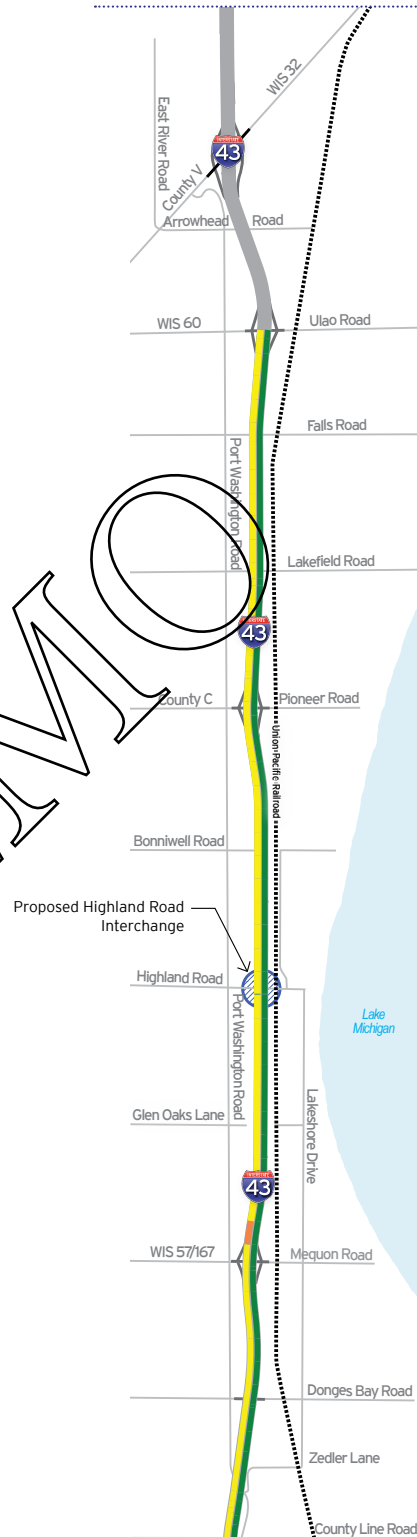 WIS 32
East River Road
INTERSTATE
43
County V
Arrowhead Road
WIS 60
Ulao Road
Falls Road
Port Washington Road
Lakefield Road
MO
INTERSTATE
43
County C
Pioneer Road
Union Pacific Railroad
Bonniwell Road
Proposed Highland Road
Interchange
Highland Road
Port Washington Road
Lake
Michigan
Glen Oaks Lane
Lakeshore Drive
INTERSTATE
43
WIS 57/167
Mequon Road
Donges Bay Road
Zedler Lane
County Line Road